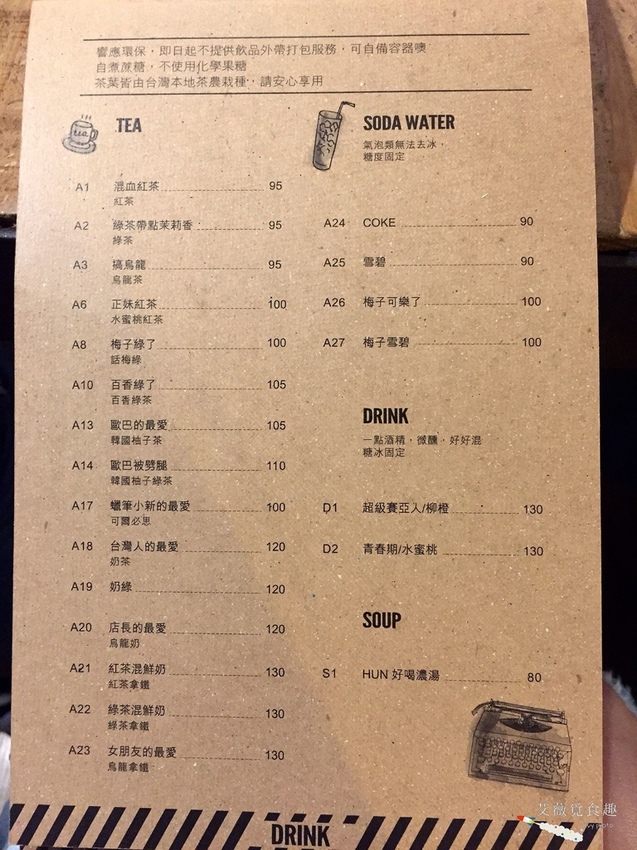 響應環保，即日起不提供飲品外帶打包服務，可自備容器噢
自煮蔗糖，不使用化學果糖
茶葉皆由台灣本地茶農栽種，請安心享用
tea
TEA
A1 混血紅茶 95
紅茶
A2 綠茶帶點茉莉香 95
綠茶
A3 搞烏龍 95
烏龍茶
A6 正妹紅茶 100
水蜜桃紅茶
A8 梅子綠了 100
話梅綠
A10 百香綠了 105
百香綠茶
A13 歐巴的最愛 105
韓國柚子茶
A14 歐巴被劈腿 110
韓國柚子綠茶
A17 蠟筆小新的最愛 100
可爾必思
A18 台灣人的最愛 120
奶茶
A19 奶綠 120
A20 店長的最愛 120
烏龍奶
A21 紅茶混鮮奶 130
紅茶拿鐵
A22 綠茶混鮮奶 130
綠茶拿鐵
A23 女朋友的最愛 130
烏龍拿鐵
SODA WATER
氣泡類無法去冰，
糖度固定
A24 COKE 90
A25 雪碧 90
A26 梅子可樂了 100
A27 梅子雪碧 100
DRINK
一點酒精，微醺，好好混
糖冰固定
D1 超級賽亞人/柳橙 130
D2 青春期/水蜜桃 130
SOUP
S1 HUN 好喝濃湯 80
艾薇覓食趣
DRINK